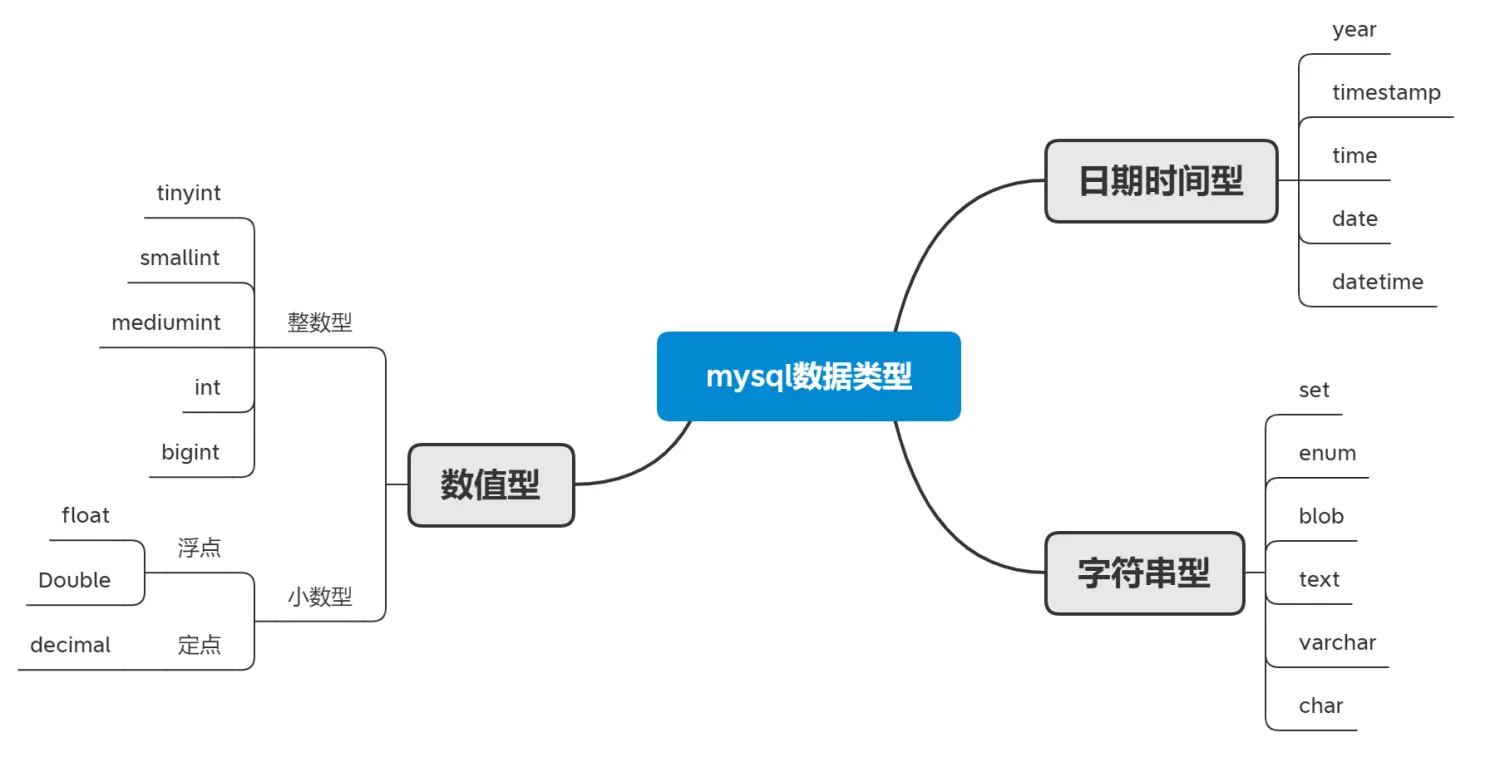 mysql数据类型
日期时间型
year
timestamp
time
date
datetime
字符串型
set
enum
blob
text
varchar
char
数值型
整数型
tinyint
smallint
mediumint
int
bigint
小数型
浮点
float
Double
定点
decimal